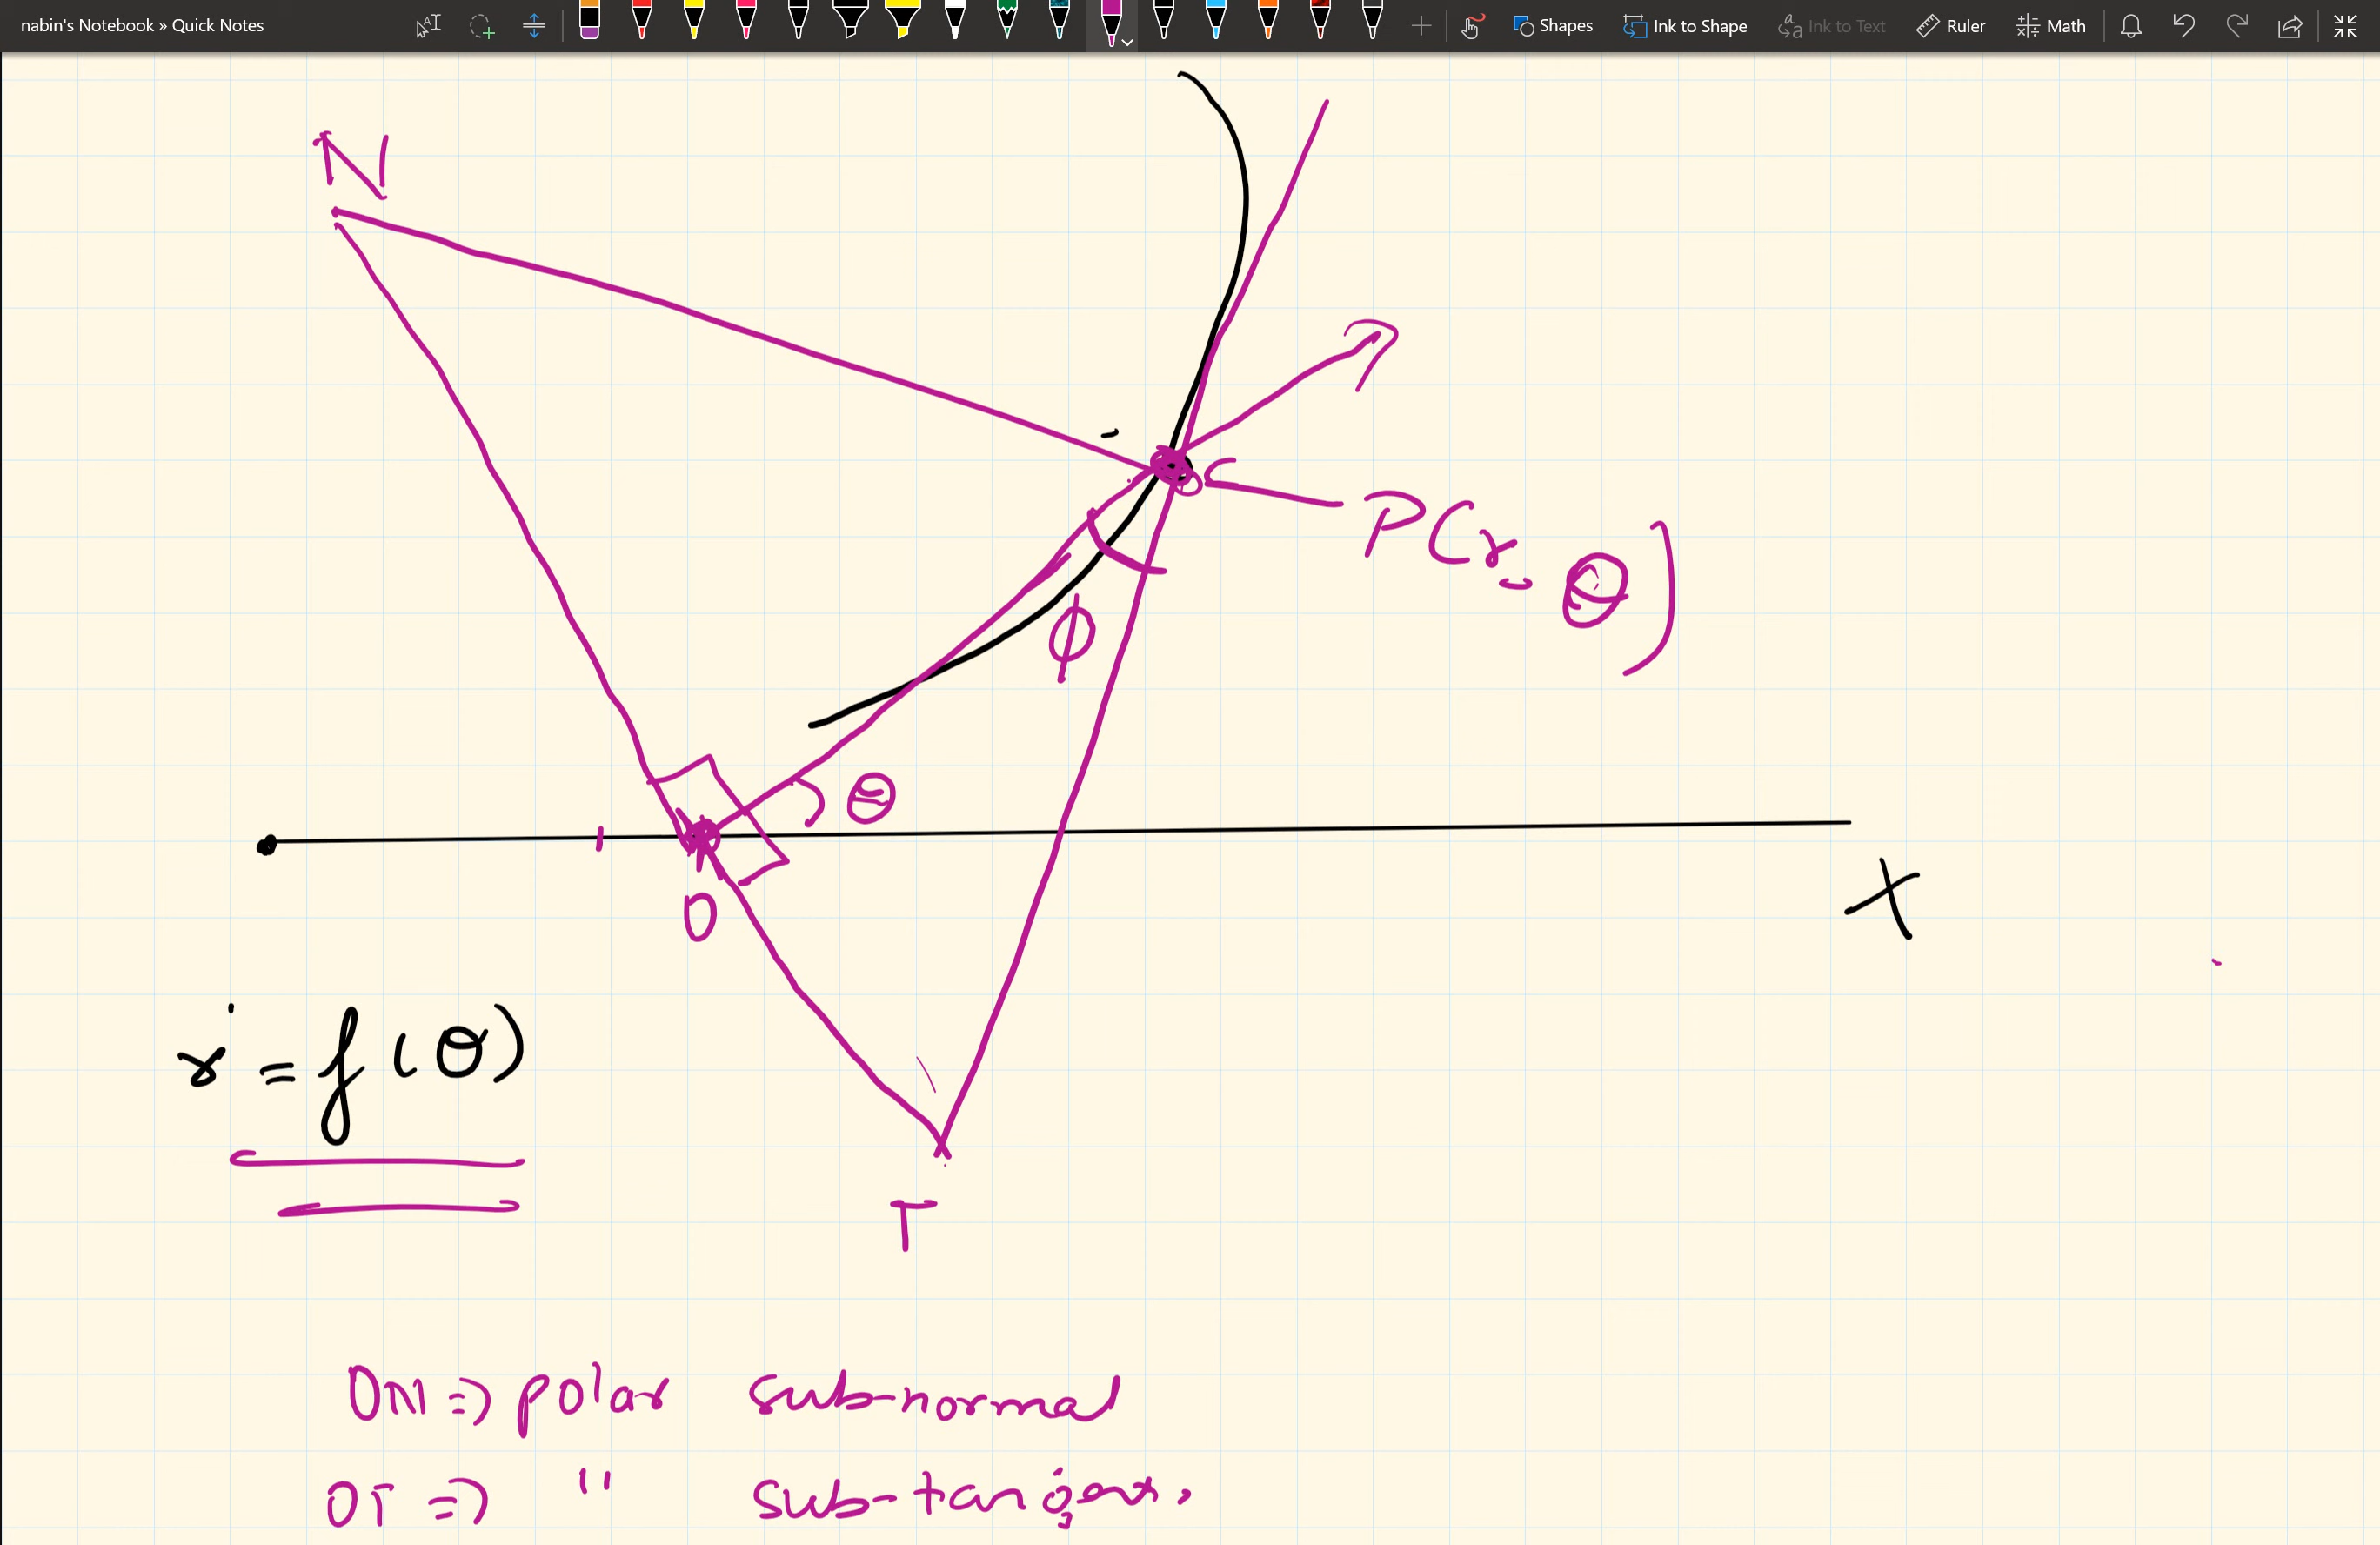 nabin's Notebook » Quick Notes
Shapes
Ink to Shape
Ink to Text
Ruler
Math
N
P(r, θ)
ϕ
θ
O
X
r = f(θ)
T
ON => polar sub-normal
OT => " sub-tangent.